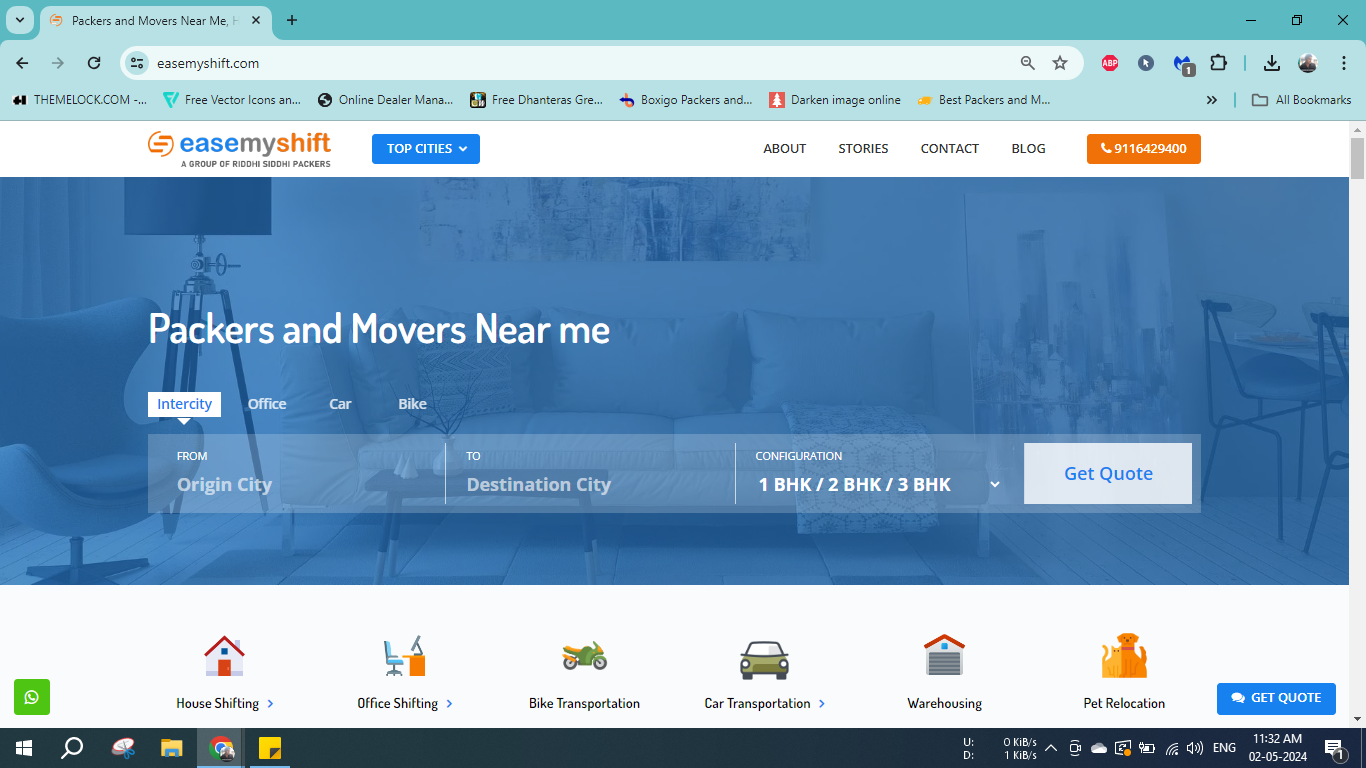 Packers and Movers Near Me, H
easemyshift.com
THEMELOCK.COM -...
Free Vector Icons an...
Online Dealer Mana...
Free Dhanteras Gre...
Boxigo Packers and...
Darken image online
Best Packers and M...
All Bookmarks
ABP
1
easemyshift
A GROUP OF RIDDHI SIDDHI PACKERS
TOP CITIES
ABOUT
STORIES
CONTACT
BLOG
9116429400
Packers and Movers Near me
Intercity
Office
Car
Bike
FROM
Origin City
TO
Destination City
CONFIGURATION
1 BHK / 2 BHK / 3 BHK
Get Quote
House Shifting
Office Shifting
Bike Transportation
Car Transportation
Warehousing
Pet Relocation
GET QUOTE
U: 0 KiB/s
D: 1 KiB/s
ENG
11:32 AM
02-05-2024
1